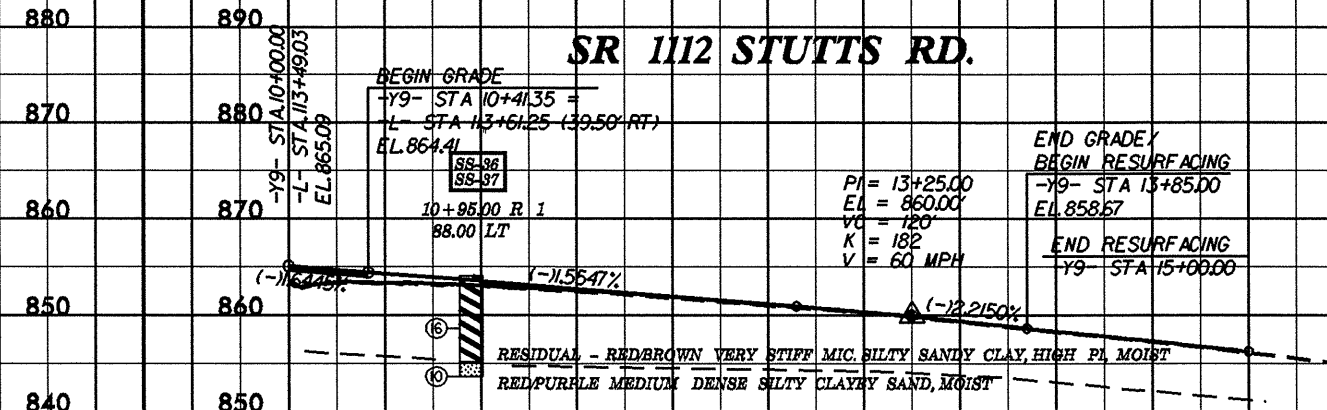 880 890
SR 1112 STUTTS RD.
-Y9- STA.10+00.00
-L- STA.113+49.03
EL.865.09
BEGIN GRADE
-Y9- STA 10+41.35 =
-L- STA 113+61.25 (39.50' RT)
EL.864.41
870 880
SS-36
SS-37
10+95.00 R 1
88.00 LT
PI = 13+25.00
EL = 860.00'
VC = 120'
K = 182
V = 60 MPH
END GRADE/
BEGIN RESURFACING
-Y9- STA 13+85.00
EL.858.67
END RESURFACING
-Y9- STA 15+00.00
860 870
(-)1.6445%
(-)1.5547%
(-)2.2150%
850 860
16
RESIDUAL - RED/BROWN VERY STIFF MIC. SILTY SANDY CLAY, HIGH PI, MOIST
10
RED/PURPLE MEDIUM DENSE SILTY CLAYEY SAND, MOIST
840 850